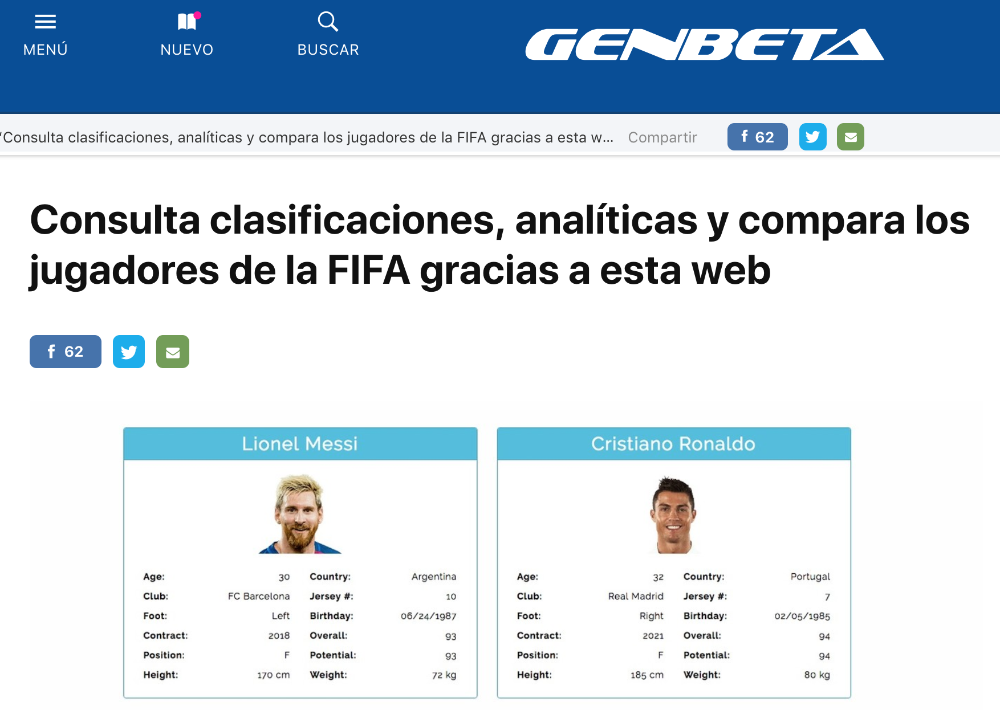 MENÚ NUEVO BUSCAR GENBETA
'Consulta clasificaciones, analíticas y compara los jugadores de la FIFA gracias a esta w... Compartir f 62
Consulta clasificaciones, analíticas y compara los
jugadores de la FIFA gracias a esta web
f 62
Lionel Messi
Age: 30 Country: Argentina
Club: FC Barcelona Jersey #: 10
Foot: Left Birthday: 06/24/1987
Contract: 2018 Overall: 93
Position: F Potential: 93
Height: 170 cm Weight: 72 kg
Cristiano Ronaldo
Age: 32 Country: Portugal
Club: Real Madrid Jersey #: 7
Foot: Right Birthday: 02/05/1985
Contract: 2021 Overall: 94
Position: F Potential: 94
Height: 185 cm Weight: 80 kg